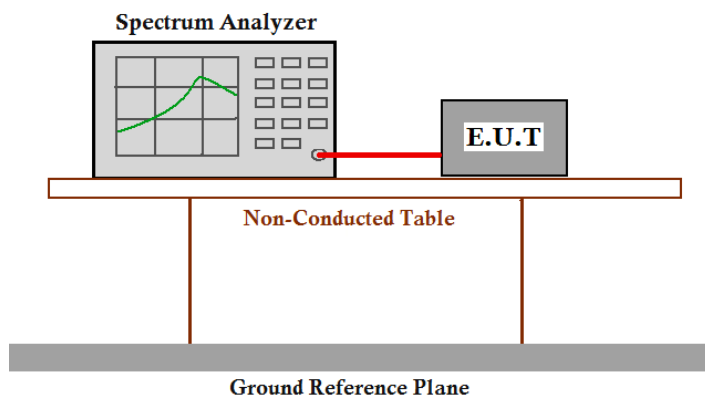 Spectrum Analyzer
E.U.T
Non-Conducted Table
Ground Reference Plane